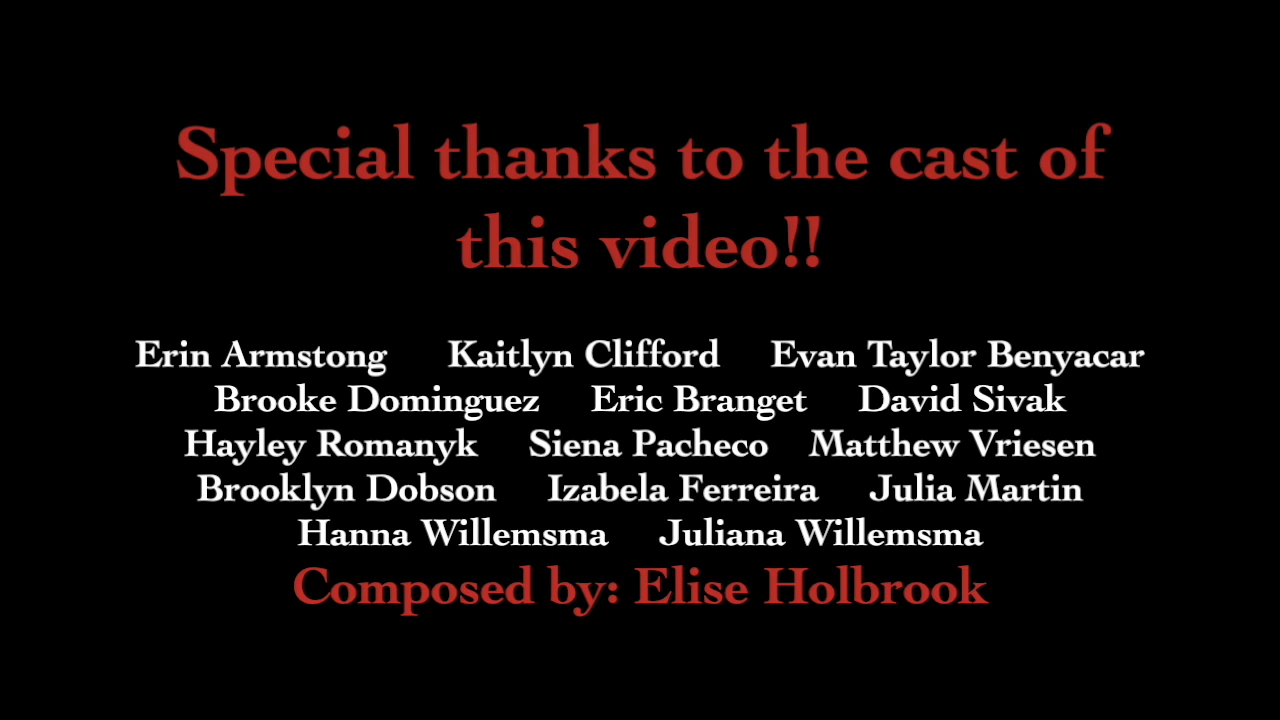 Special thanks to the cast of
this video!!
Erin Armstong Kaitlyn Clifford Evan Taylor Benyacar
Brooke Dominguez Eric Branget David Sivak
Hayley Romanyk Siena Pacheco Matthew Vriesen
Brooklyn Dobson Izabela Ferreira Julia Martin
Hanna Willemsma Juliana Willemsma
Composed by: Elise Holbrook